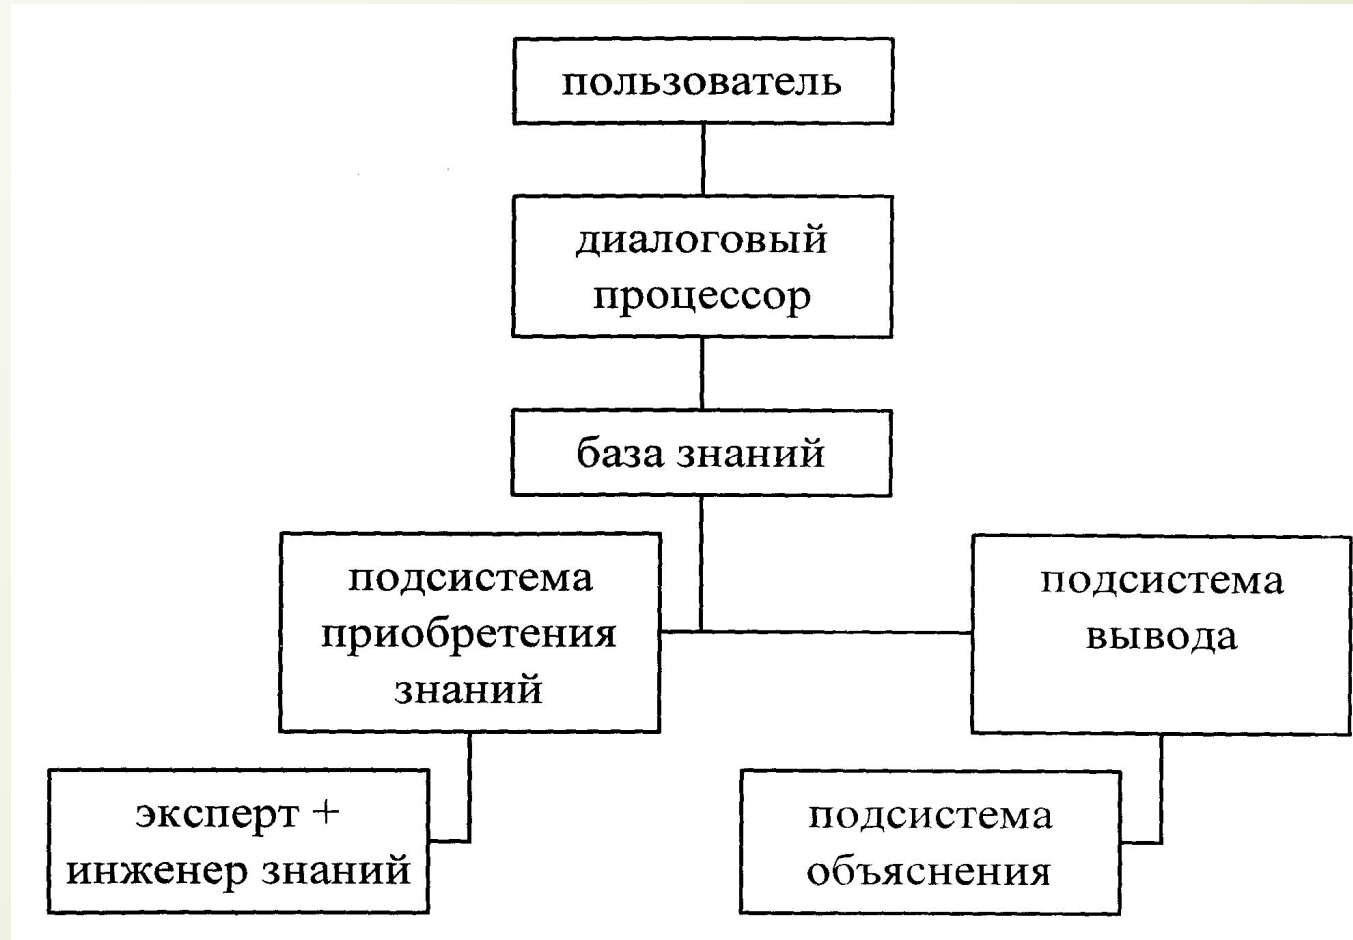 пользователь
диалоговый
процессор
база знаний
подсистема
приобретения
знаний
подсистема
вывода
эксперт +
инженер знаний
подсистема
объяснения